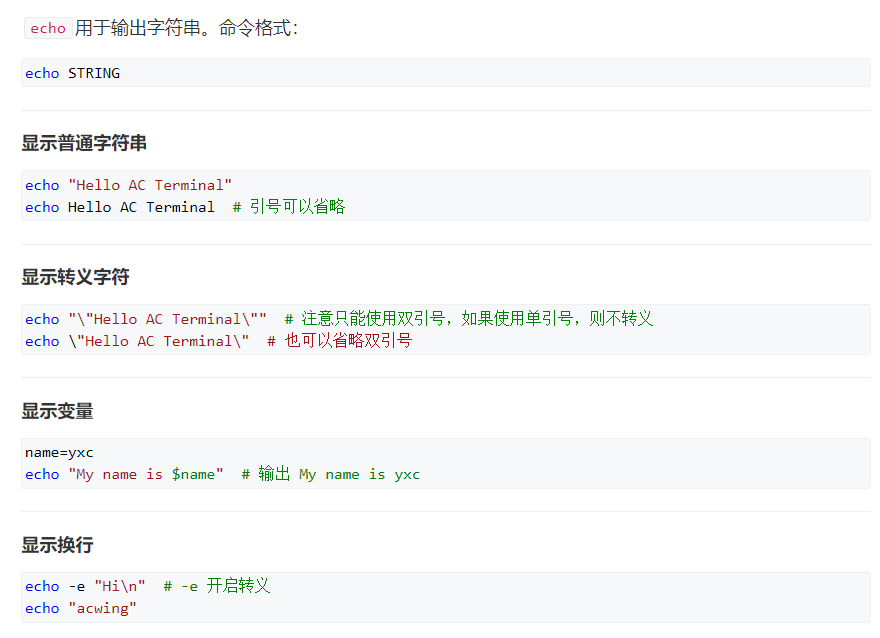 echo 用于输出字符串。命令格式：
echo STRING
显示普通字符串
echo "Hello AC Terminal"
echo Hello AC Terminal  # 引号可以省略
显示转义字符
echo "\"Hello AC Terminal\""  # 注意只能使用双引号，如果使用单引号，则不转义
echo \"Hello AC Terminal\"  # 也可以省略双引号
显示变量
name=yxc
echo "My name is $name"  # 输出 My name is yxc
显示换行
echo -e "Hi\n"  # -e 开启转义
echo "acwing"